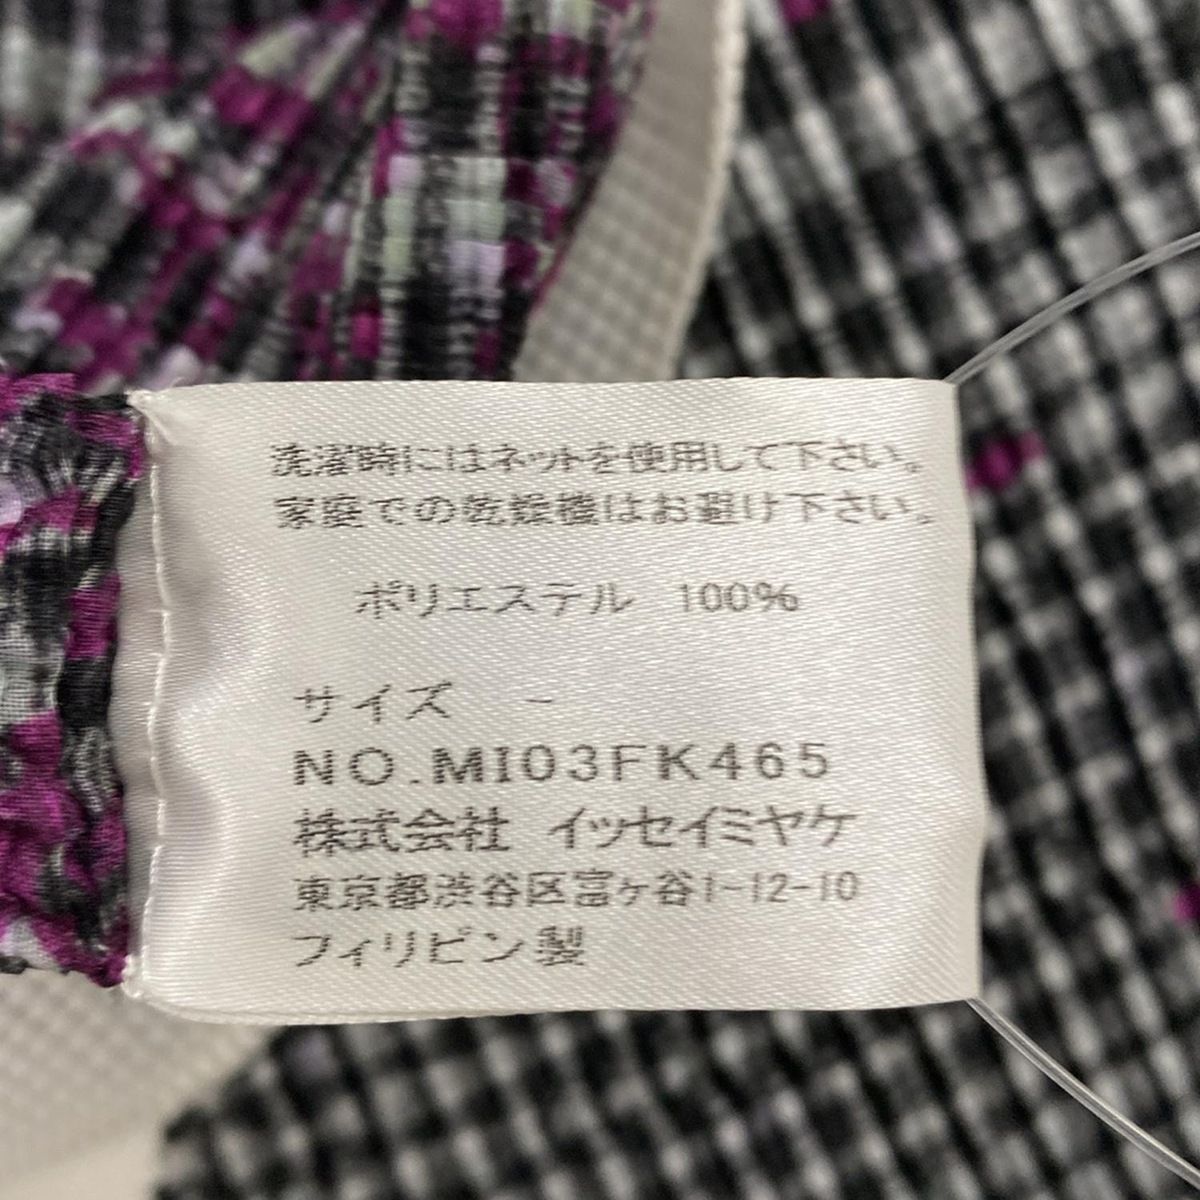 洗濯時にはネットを使用して下さい。
家庭での乾燥機はお避け下さい。
ポリエステル 100%
サイズ -
NO.MI03FK465
株式会社 イッセイミヤケ
東京都渋谷区富ヶ谷1-12-10
フィリピン製